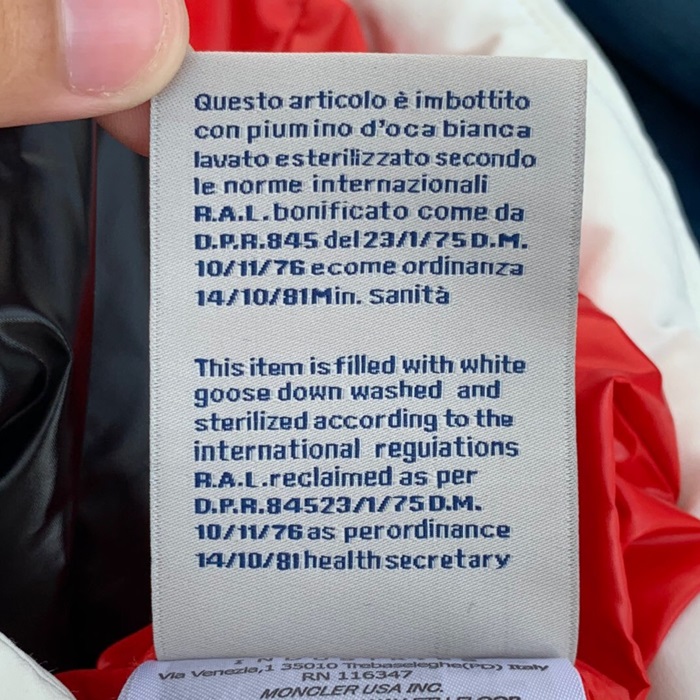 Questo articolo è imbottito
con piumino d'oca bianca
lavato e sterilizzato secondo
le norme internazionali
R.A.L. bonificato come da
D.P.R.845 del 23/1/75 D.M.
10/11/76 e come ordinanza
14/10/81 Min. Sanità
This item is filled with white
goose down washed and
sterilized according to the
international reguiations
R.A.L. reclaimed as per
D.P.R.84523/1/75 D.M.
10/11/76 as per ordinance
14/10/81 health secretary
Via Venezia,1 35010 Trebaseleghe(PD) Italy
RN 116347
MONCLER USA INC.